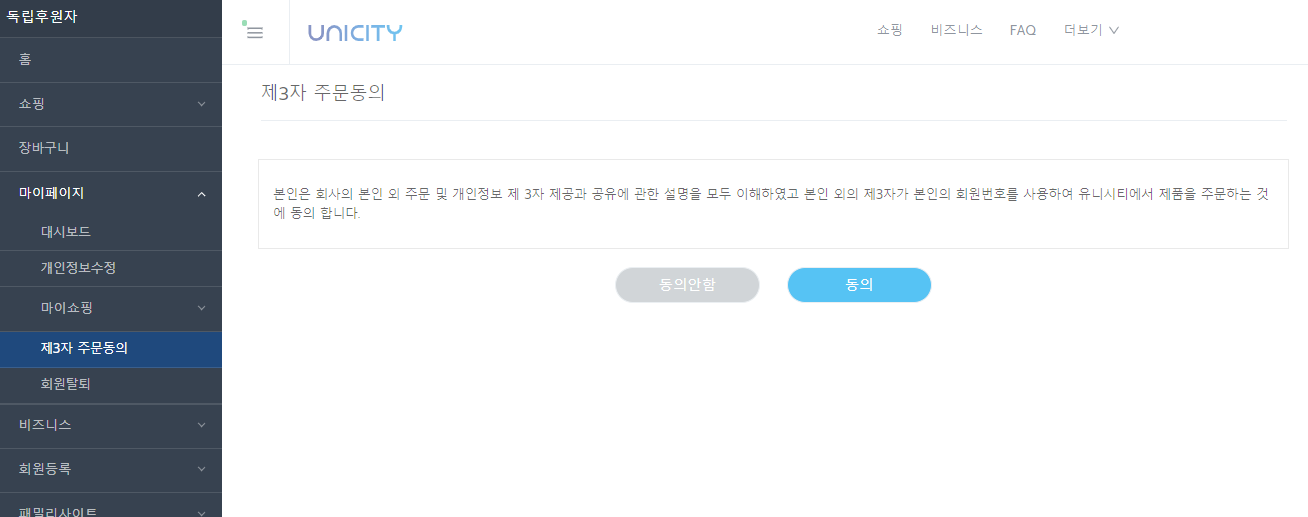 독립후원자
홈
쇼핑
장바구니
마이페이지
대시보드
개인정보수정
마이쇼핑
제3자 주문동의
회원탈퇴
비즈니스
회원등록
패밀리사이트
UNICITY
쇼핑 비즈니스 FAQ 더보기
제3자 주문동의
본인은 회사의 본인 외 주문 및 개인정보 제 3자 제공과 공유에 관한 설명을 모두 이해하였고 본인 외의 제3자가 본인의 회원번호를 사용하여 유니시티에서 제품을 주문하는 것
에 동의 합니다.
동의안함 동의